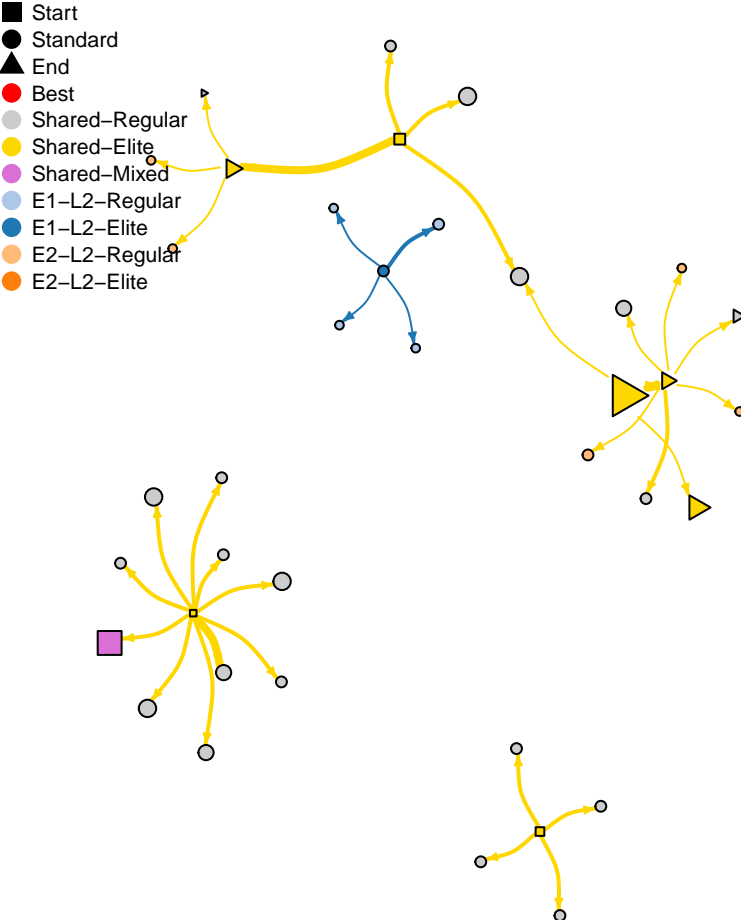 Start
Standard
End
Best
Shared−Regular
Shared−Elite
Shared−Mixed
E1−L2−Regular
E1−L2−Elite
E2−L2−Regular
E2−L2−Elite